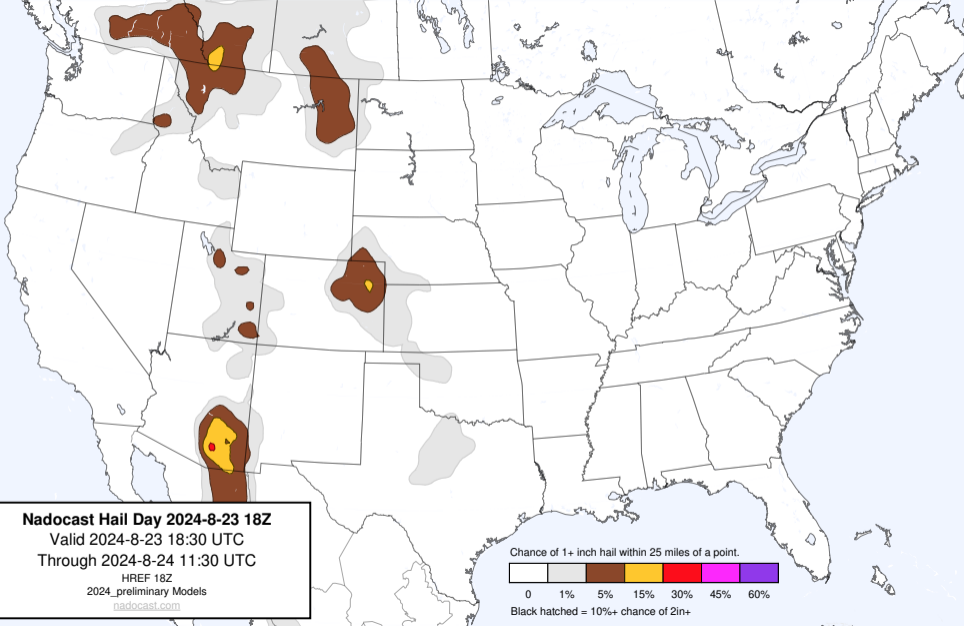 Nadocast Hail Day 2024-8-23 18Z
Valid 2024-8-23 18:30 UTC
Through 2024-8-24 11:30 UTC
HREF 18Z
2024_preliminary Models
nadocast.com
Chance of 1+ inch hail within 25 miles of a point.
0 1% 5% 15% 30% 45% 60%
Black hatched = 10%+ chance of 2in+